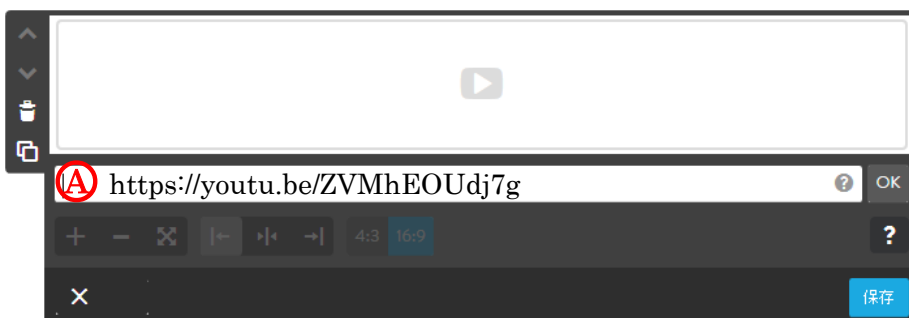 Ⓐ https://youtu.be/ZVMhEOUdj7g ? OK
+ − 4:3 16:9 ?
× 保存